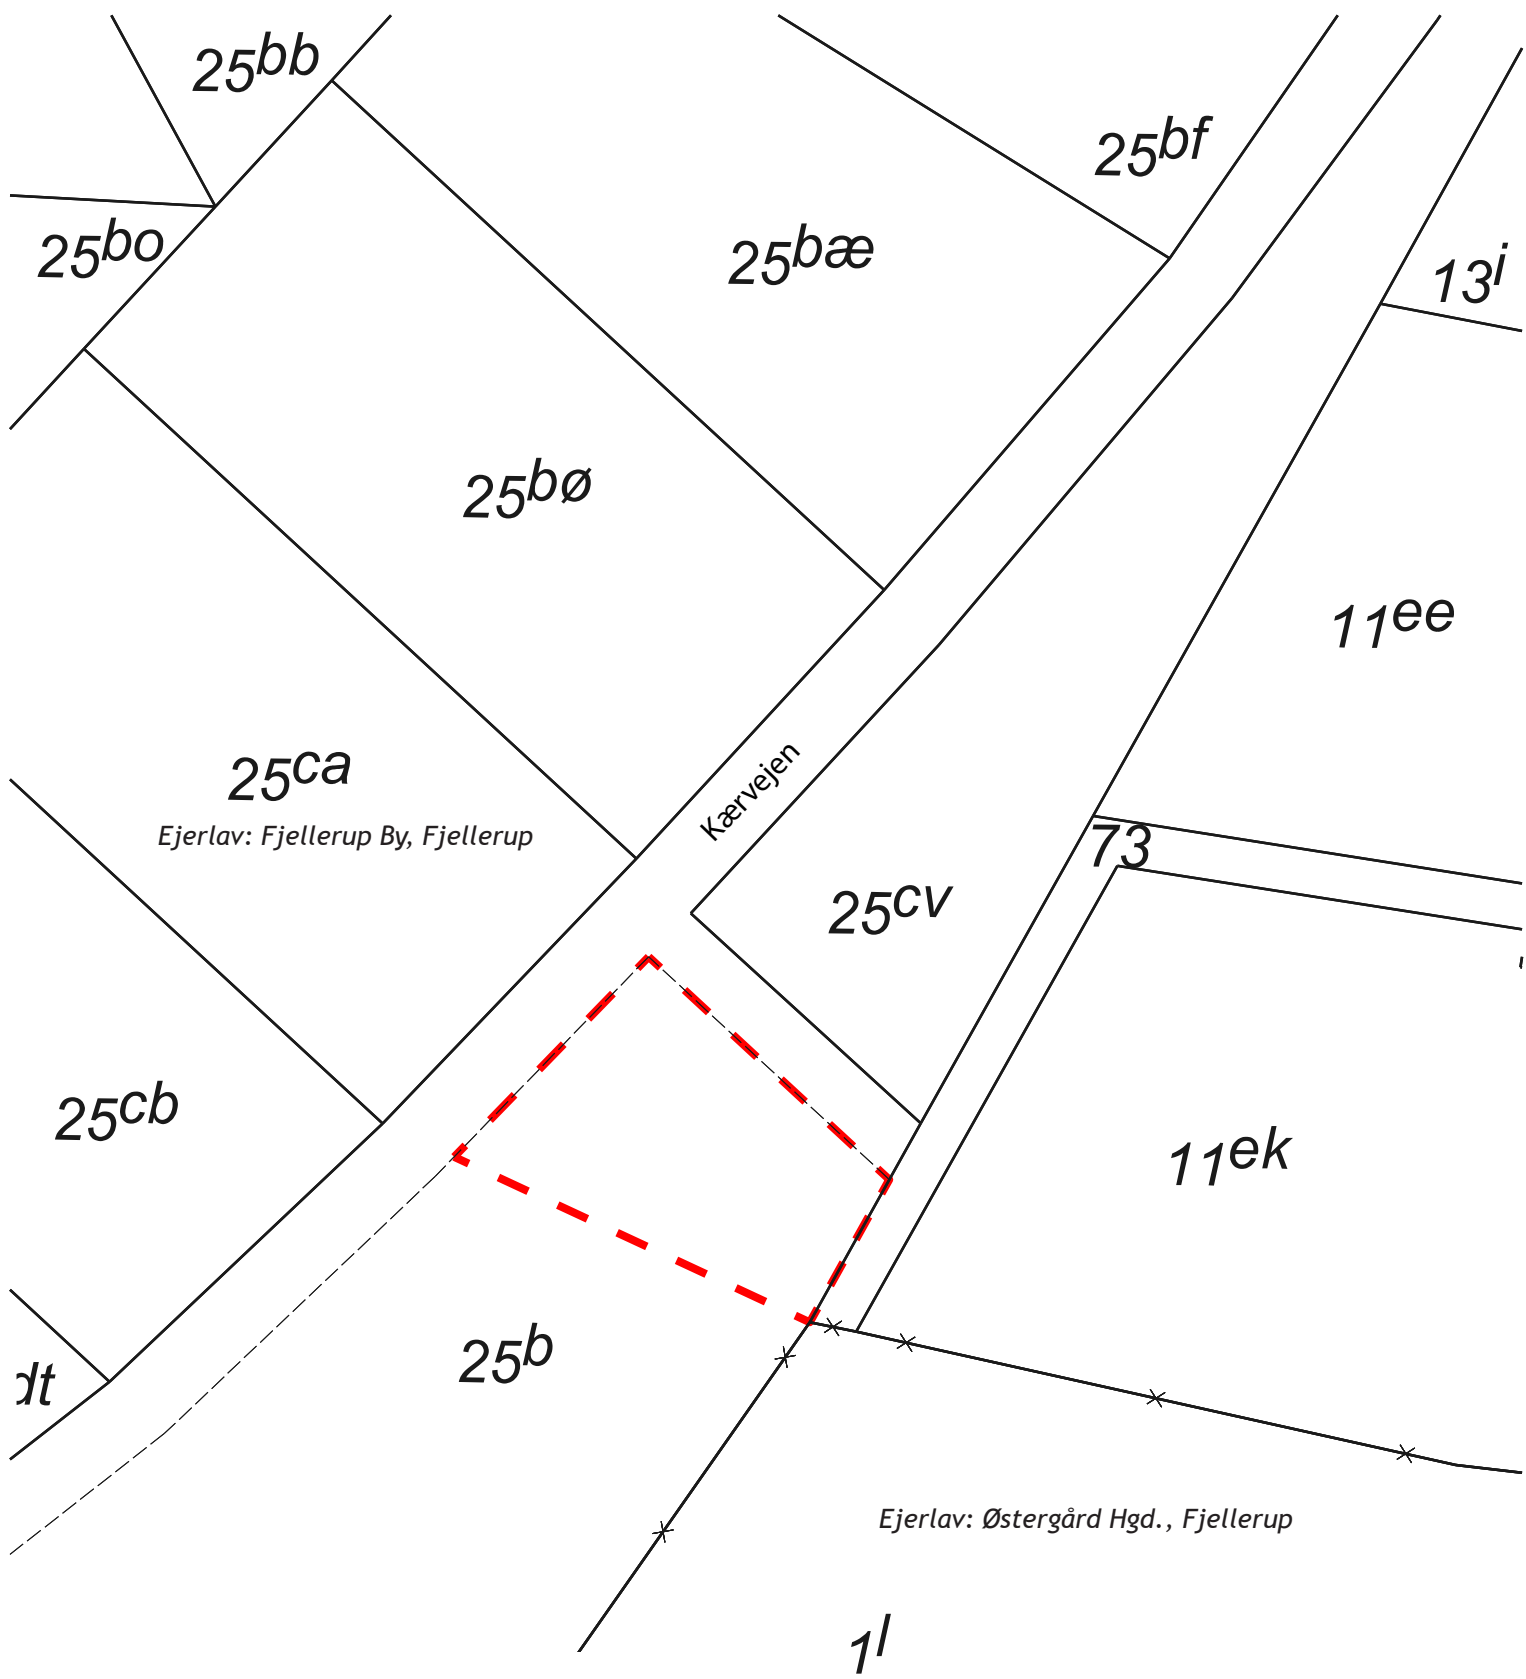 25bb
25bf
25bo
25bæ
13i
25bø
11ee
25ca
Kærvejen
Ejerlav: Fjellerup By, Fjellerup
73
25cv
25cb
11ek
25b
dt
Ejerlav: Østergård Hgd., Fjellerup
1l